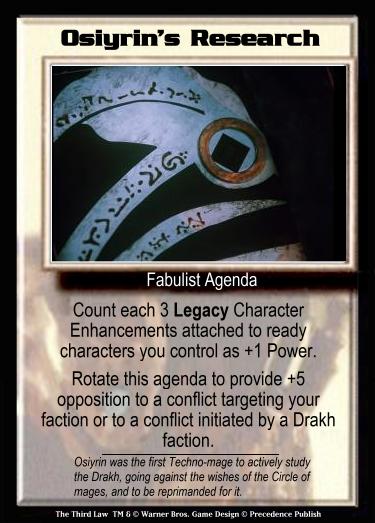 Osiyrin's Research
Fabulist Agenda
Count each 3 Legacy Character
Enhancements attached to ready
characters you control as +1 Power.
Rotate this agenda to provide +5
opposition to a conflict targeting your
faction or to a conflict initiated by a Drakh
faction.
Osiyrin was the first Techno-mage to actively study
the Drakh, going against the wishes of the Circle of
mages, and to be reprimanded for it.
The Third Law TM & © Warner Bros. Game Design © Precedence Publish